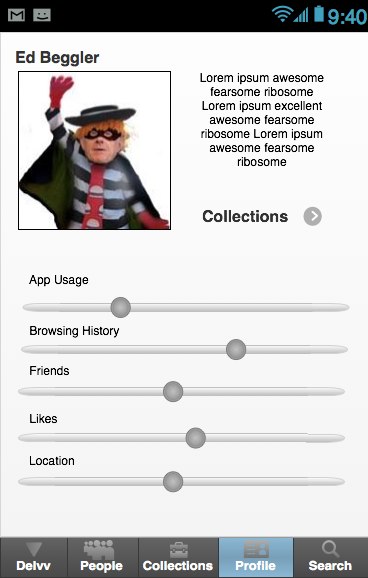 9:40
Ed Beggler
Lorem ipsum awesome
fearsome ribosome
Lorem ipsum excellent
awesome fearsome
ribosome Lorem ipsum
awesome fearsome
ribosome
Collections
App Usage
Browsing History
Friends
Likes
Location
Delvv People Collections Profile Search